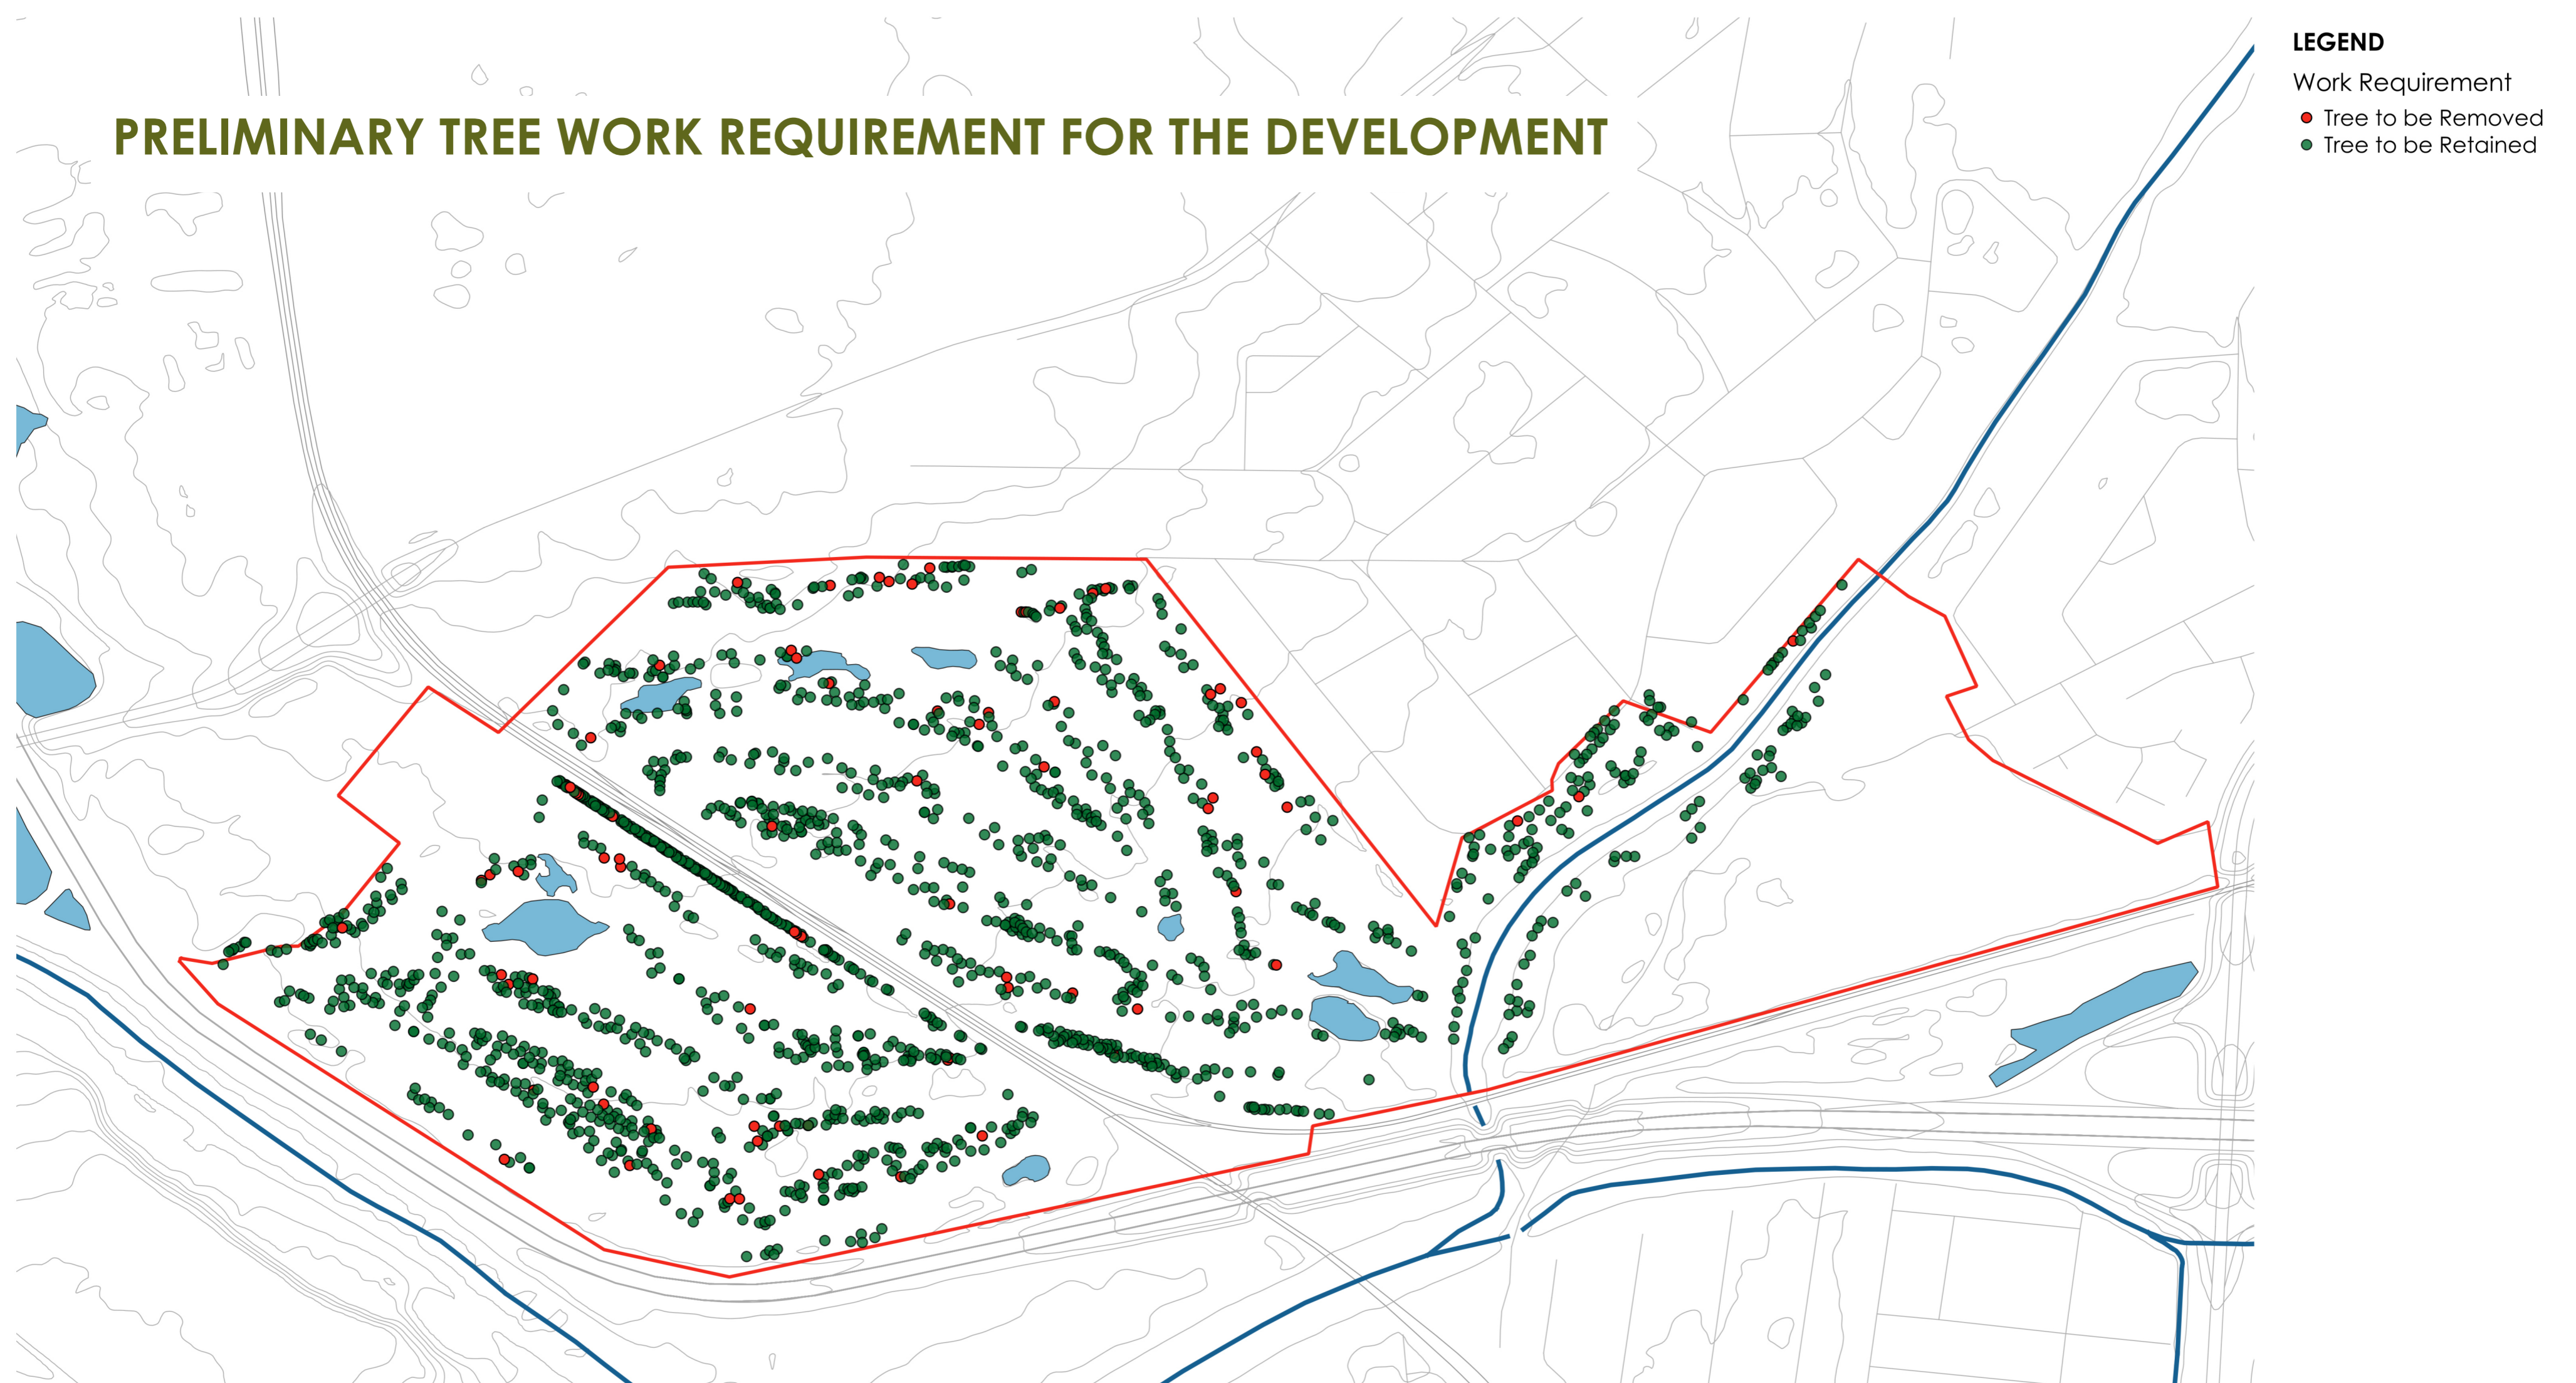 PRELIMINARY TREE WORK REQUIREMENT FOR THE DEVELOPMENT
LEGEND
Work Requirement
Tree to be Removed
Tree to be Retained